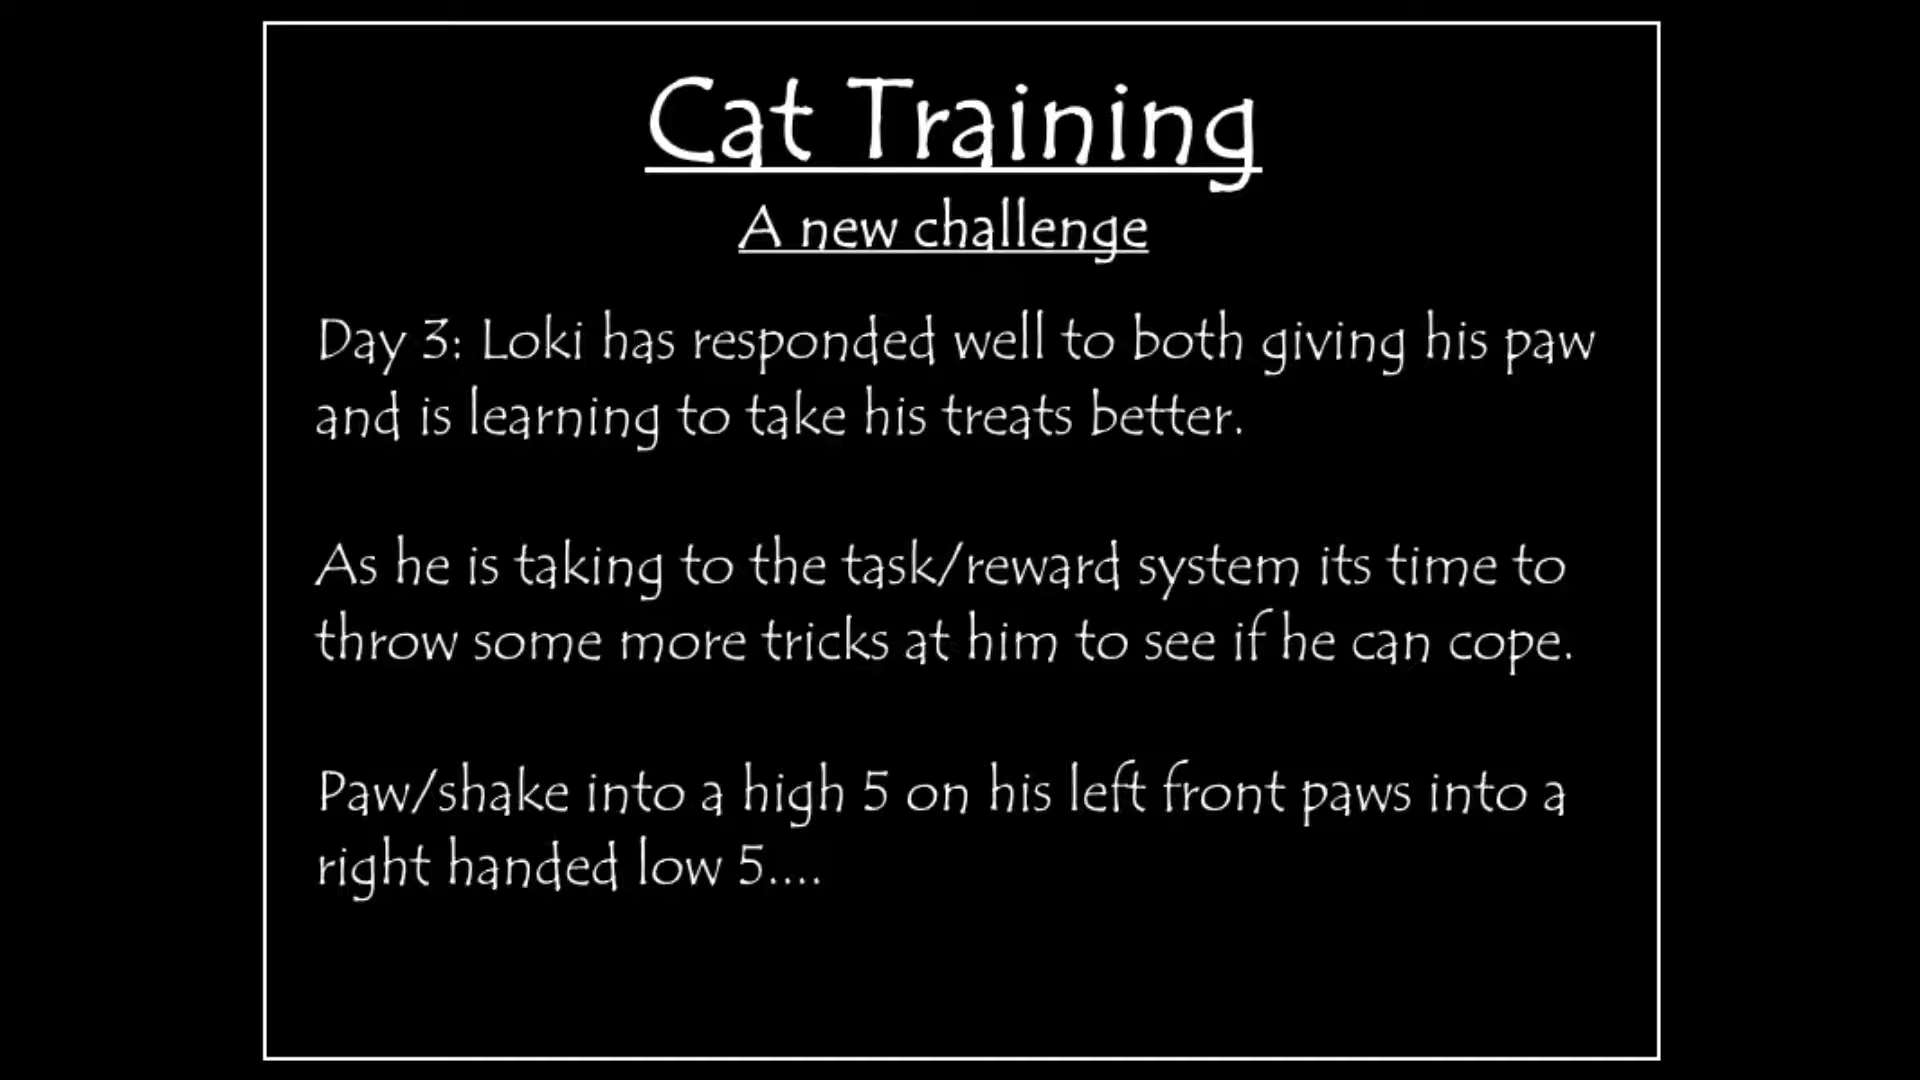 Cat Training
A new challenge
Day 3: Loki has responded well to both giving his paw
and is learning to take his treats better.
As he is taking to the task/reward system its time to
throw some more tricks at him to see if he can cope.
Paw/shake into a high 5 on his left front paws into a
right handed low 5....